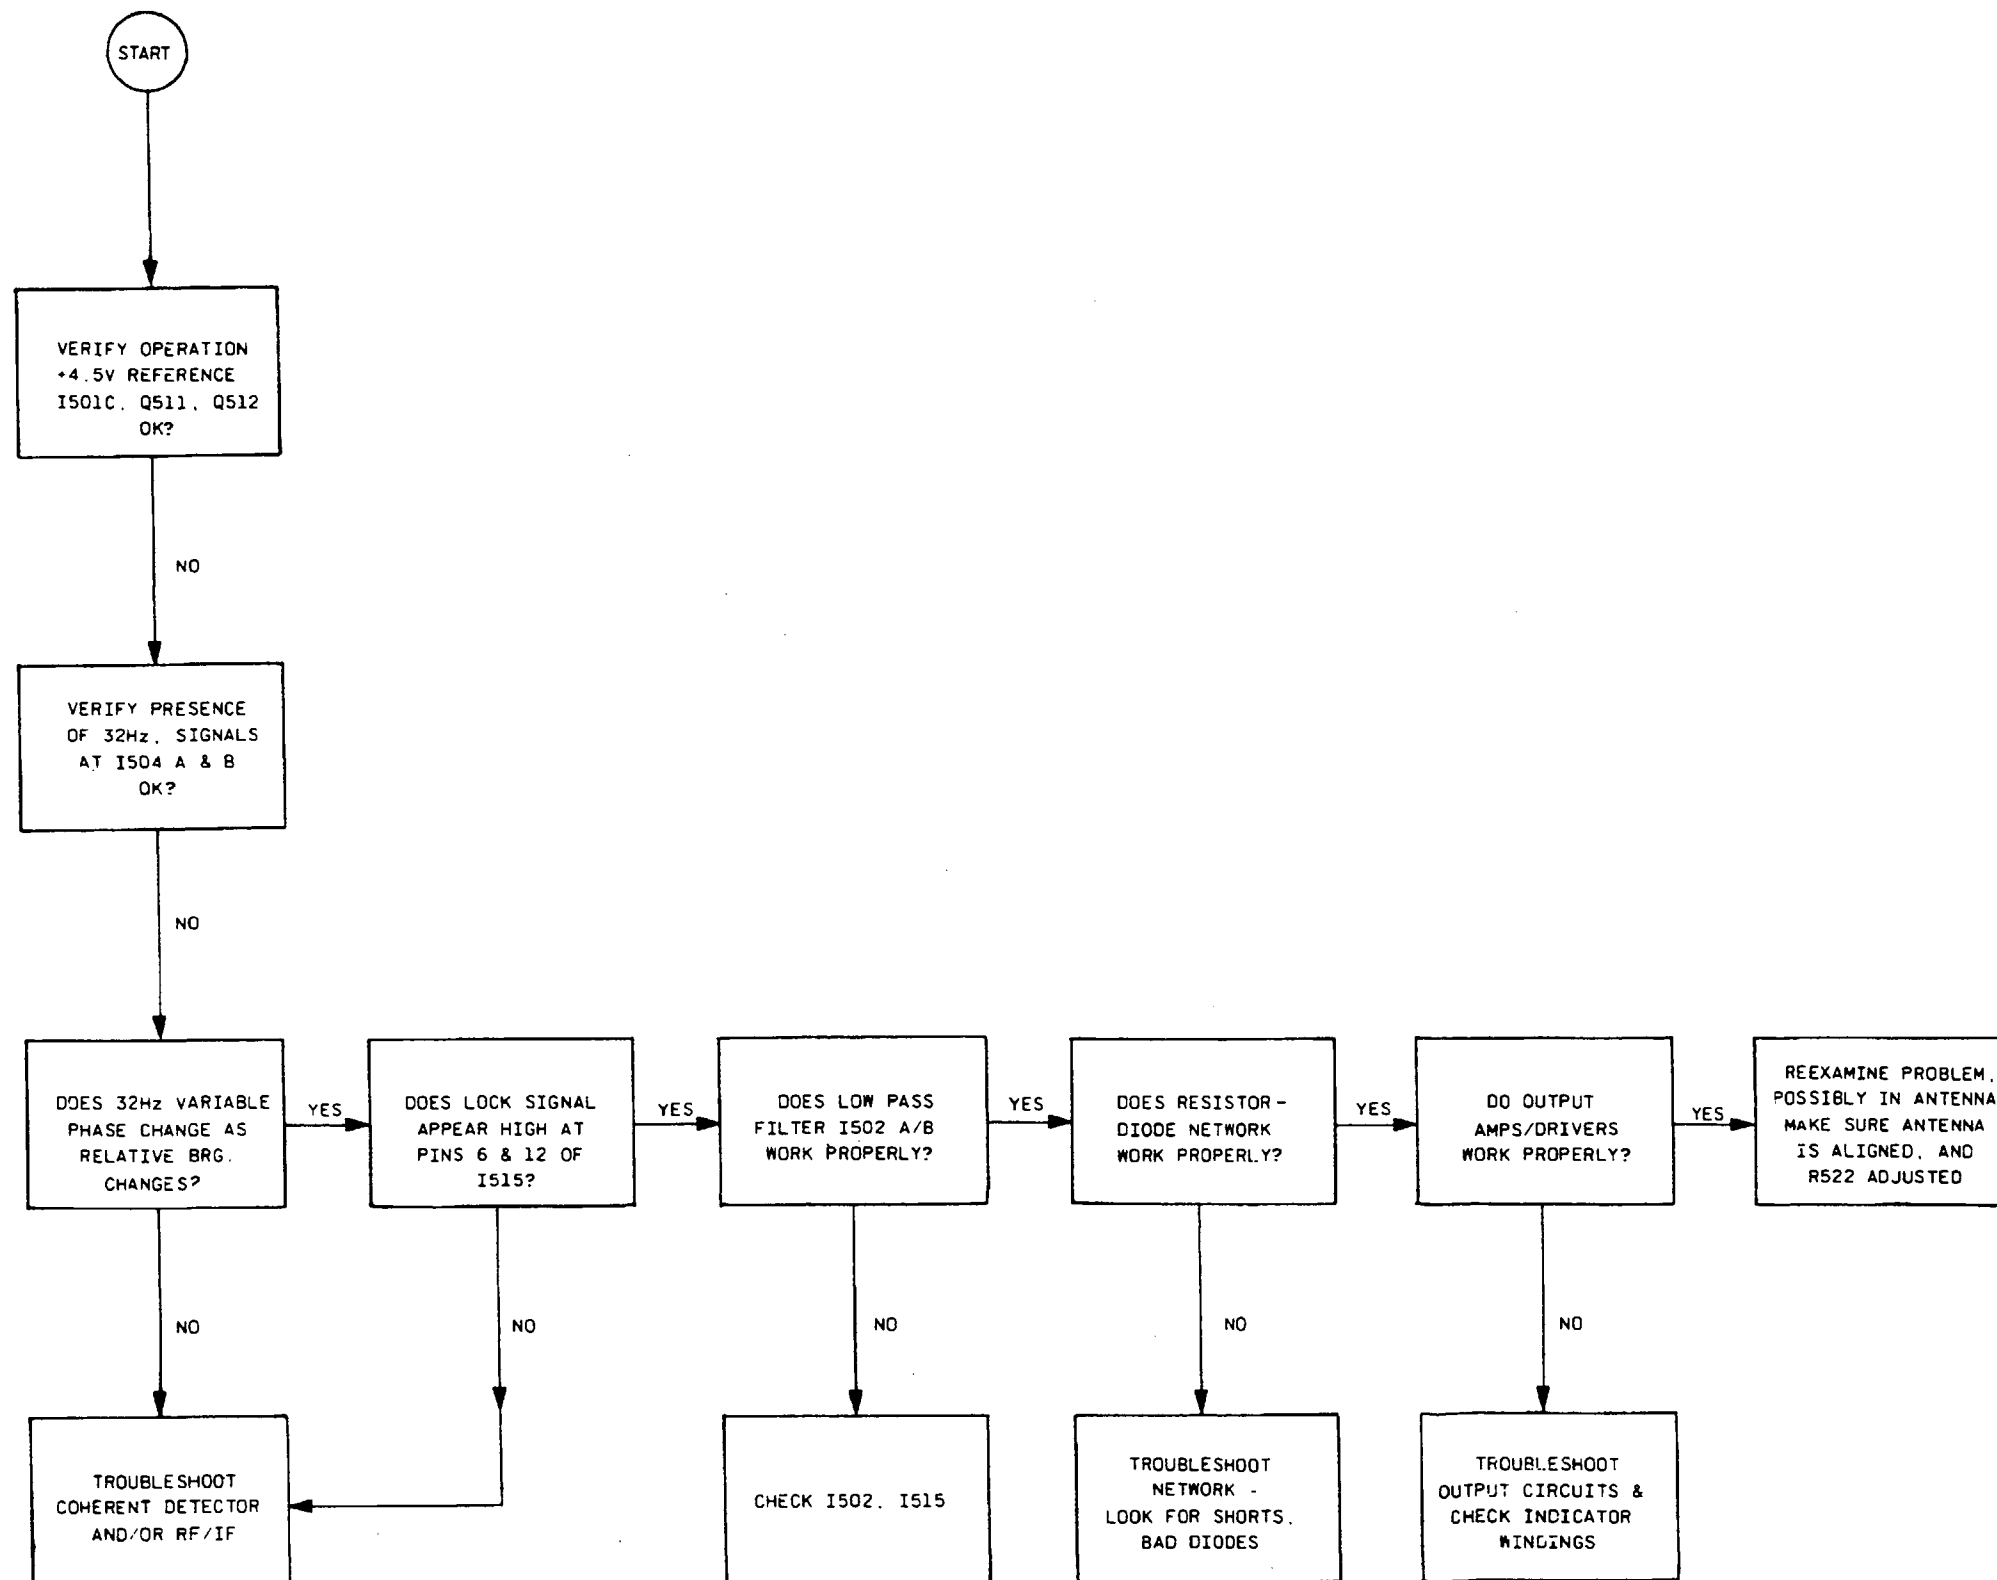 START
VERIFY OPERATION
+4.5V REFERENCE
I501C, Q511, Q512
OK?
NO
VERIFY PRESENCE
OF 32Hz, SIGNALS
AT I504 A & B
OK?
NO
DOES 32Hz VARIABLE
PHASE CHANGE AS
RELATIVE BRG.
CHANGES?
YES
DOES LOCK SIGNAL
APPEAR HIGH AT
PINS 6 & 12 OF
I515?
YES
DOES LOW PASS
FILTER I502 A/B
WORK PROPERLY?
YES
DOES RESISTOR-
DIODE NETWORK
WORK PROPERLY?
YES
DO OUTPUT
AMPS/DRIVERS
WORK PROPERLY?
YES
REEXAMINE PROBLEM,
POSSIBLY IN ANTENNA
MAKE SURE ANTENNA
IS ALIGNED, AND
R522 ADJUSTED
NO
NO
NO
NO
NO
TROUBLESHOOT
COHERENT DETECTOR
AND/OR RF/IF
CHECK I502, I515
TROUBLESHOOT
NETWORK -
LOOK FOR SHORTS,
BAD DIODES
TROUBLESHOOT
OUTPUT CIRCUITS &
CHECK INDICATOR
WINDINGS